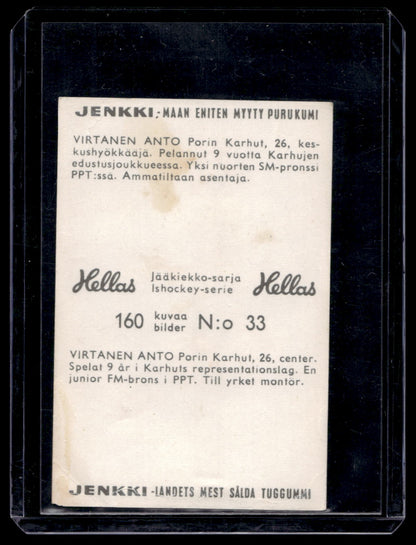 JENKKI,-MAAN ENITEN MYYTY PURUKUMI
VIRTANEN ANTO Porin Karhut, 26, kes-
kushyökkääjä. Pelannut 9 vuotta Karhujen
edustusjoukkueessa. Yksi nuorten SM-pronssi
PPT:ssä. Ammatiltaan asentaja.
Hellas Jääkiekko-sarja Hellas
Ishockey-serie
160 kuvaa N:o 33
bilder
VIRTANEN ANTO Porin Karhut, 26, center.
Spelat 9 år i Karhuts representationslag. En
junior FM-brons i PPT. Till yrket montör.
JENKKI -LANDETS MEST SÅLDA TUGGUMMI